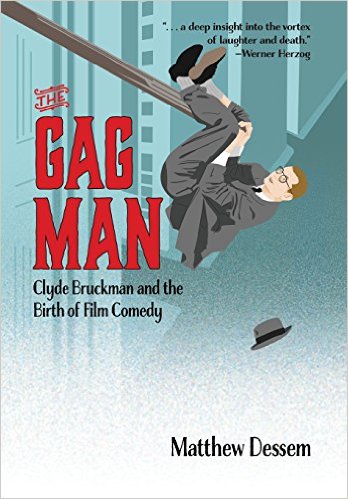 “. . . a deep insight into the vortex
of laughter and death.”
–Werner Herzog
THE
GAG
MAN
Clyde Bruckman and the
Birth of Film Comedy
Matthew Dessem